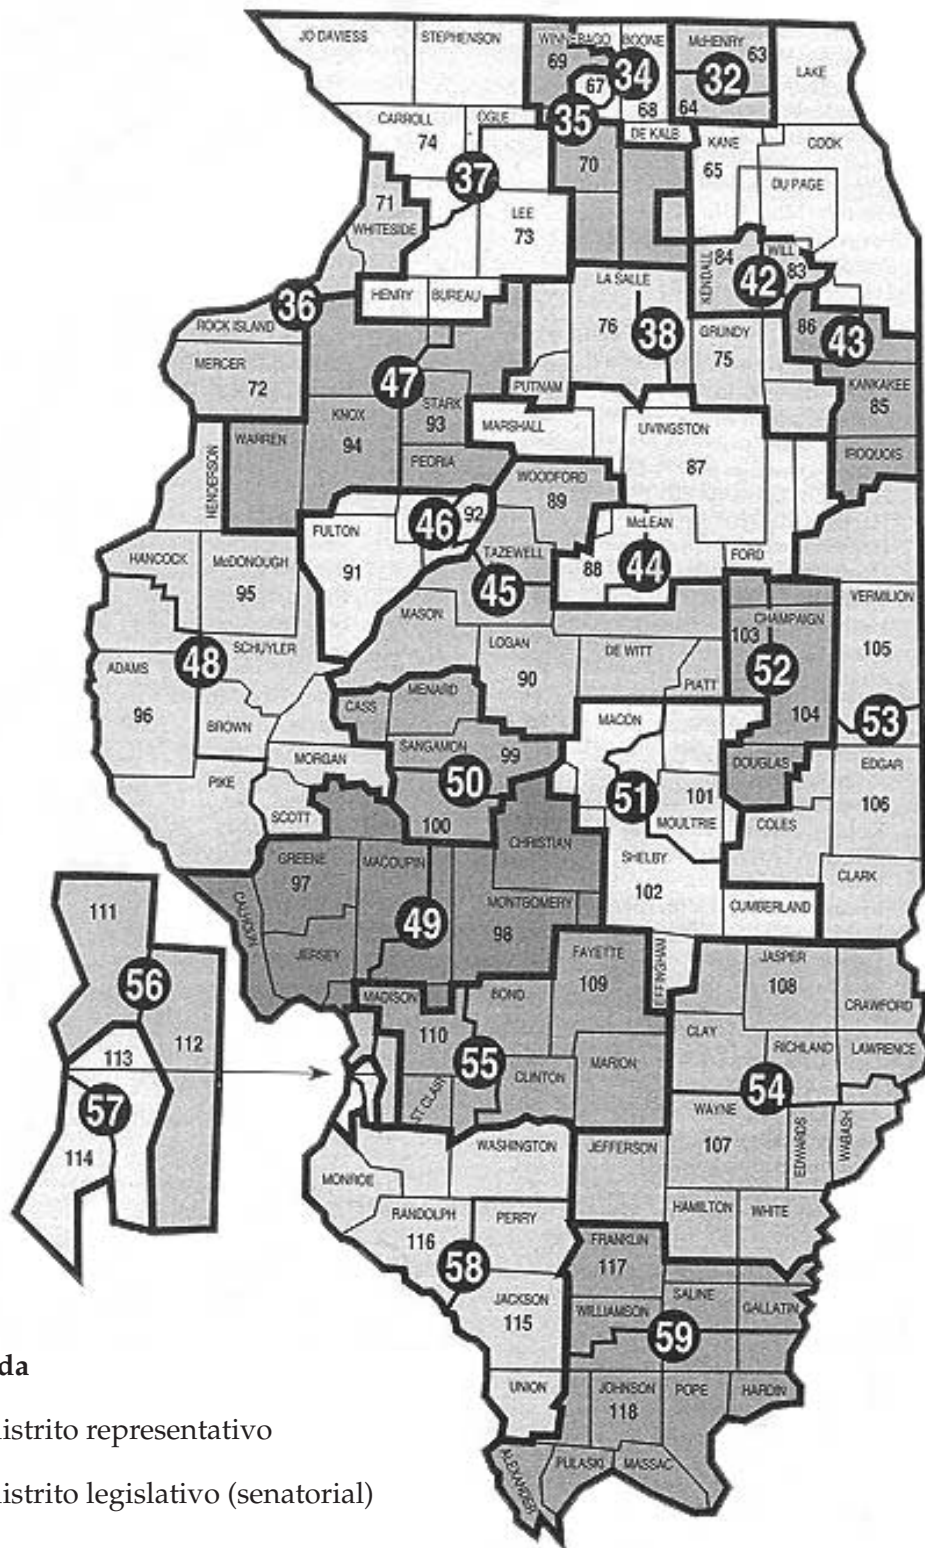 JO DAVIESS
STEPHENSON
WINNEBAGO
BOONE
McHENRY
63
LAKE
69
67
34
32
68
64
35
CARROLL
74
OGLE
DE KALB
KANE
65
COOK
70
37
DU PAGE
71
WHITESIDE
LEE
73
84
WILL
83
KENDALL
42
LA SALLE
HENRY
BUREAU
36
ROCK ISLAND
76
38
GRUNDY
75
86
43
MERCER
72
47
PUTNAM
KANKAKEE
85
STARK
93
KNOX
94
MARSHALL
LIVINGSTON
87
WARREN
IROQUOIS
PEORIA
HENDERSON
WOODFORD
89
46
92
FULTON
91
McLEAN
88
44
TAZEWELL
45
FORD
HANCOCK
McDONOUGH
95
MASON
VERMILION
105
CHAMPAIGN
103
52
104
LOGAN
90
DE WITT
PIATT
48
SCHUYLER
ADAMS
96
MENARD
CASS
BROWN
MACON
53
SANGAMON
99
50
100
MORGAN
PIKE
DOUGLAS
EDGAR
106
51
101
MOULTRIE
SCOTT
COLES
CHRISTIAN
GREENE
97
MACOUPIN
SHELBY
102
CLARK
CUMBERLAND
CALHOUN
49
MONTGOMERY
98
111
JERSEY
56
FAYETTE
109
EFFINGHAM
JASPER
108
MADISON
BOND
CRAWFORD
112
113
110
CLAY
RICHLAND
LAWRENCE
55
MARION
CLINTON
57
54
ST CLAIR
WAYNE
107
EDWARDS
WABASH
114
WASHINGTON
JEFFERSON
MONROE
RANDOLPH
116
PERRY
HAMILTON
WHITE
FRANKLIN
117
58
JACKSON
115
SALINE
GALLATIN
WILLIAMSON
59
da
UNION
JOHNSON
118
POPE
HARDIN
istrito representativo
PULASKI
MASSAC
ALEXANDER
istrito legislativo (senatorial)